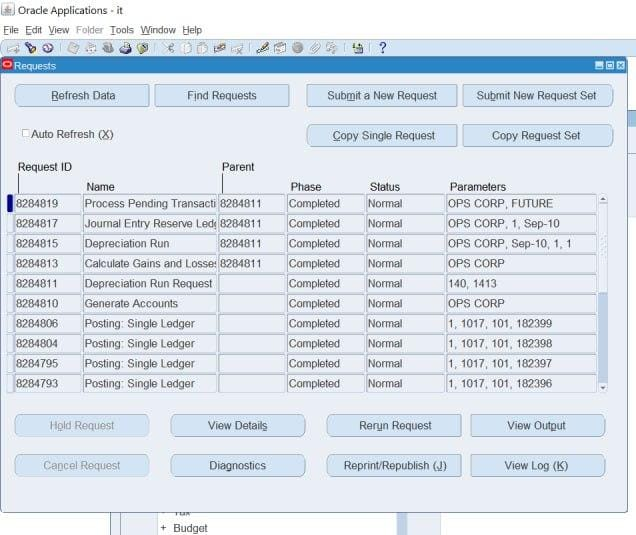 Oracle Applications - it
File Edit View Folder Tools Window Help
Requests
Refresh Data Find Requests Submit a New Request Submit New Request Set
Auto Refresh (X) Copy Single Request Copy Request Set
Request ID Parent
Name Phase Status Parameters
8284819 Process Pending Transacti 8284811 Completed Normal OPS CORP, FUTURE
8284817 Journal Entry Reserve Led 8284811 Completed Normal OPS CORP, 1, Sep-10
8284815 Depreciation Run 8284811 Completed Normal OPS CORP, Sep-10, 1, 1
8284813 Calculate Gains and Losse 8284811 Completed Normal OPS CORP
8284811 Depreciation Run Request Completed Normal 140, 1413
8284810 Generate Accounts Completed Normal OPS CORP
8284806 Posting: Single Ledger Completed Normal 1, 1017, 101, 182399
8284804 Posting: Single Ledger Completed Normal 1, 1017, 101, 182398
8284795 Posting: Single Ledger Completed Normal 1, 1017, 101, 182397
8284793 Posting: Single Ledger Completed Normal 1, 1017, 101, 182396
Hold Request View Details Rerun Request View Output
Cancel Request Diagnostics Reprint/Republish (J) View Log (K)
+ Budget